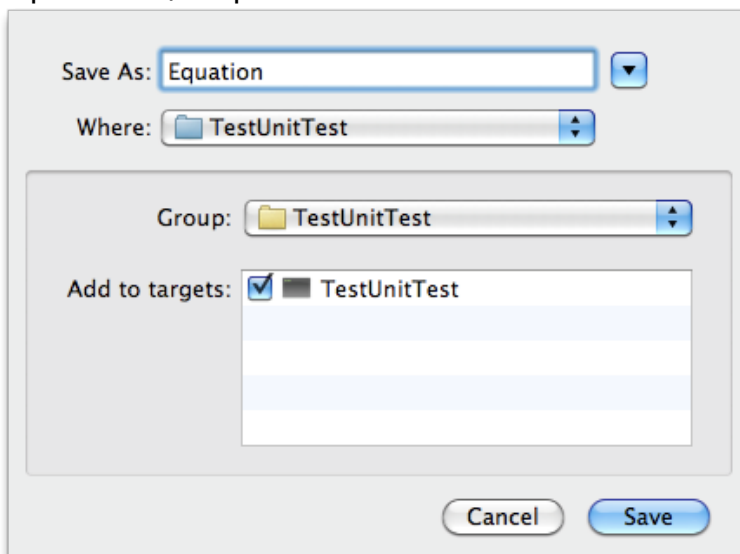 Save As: Equation
Where: TestUnitTest
Group: TestUnitTest
Add to targets: TestUnitTest
Cancel Save